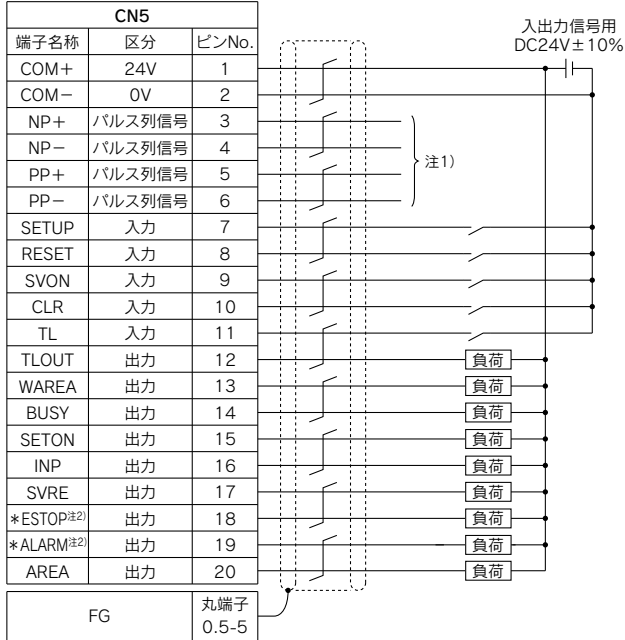 CN5
端子名称 区分 ピンNo.
COM+ 24V 1
COM− 0V 2
NP+ パルス列信号 3
NP− パルス列信号 4
PP+ パルス列信号 5
PP− パルス列信号 6
SETUP 入力 7
RESET 入力 8
SVON 入力 9
CLR 入力 10
TL 入力 11
TLOUT 出力 12 負荷
WAREA 出力 13 負荷
BUSY 出力 14 負荷
SETON 出力 15 負荷
INP 出力 16 負荷
SVRE 出力 17 負荷
*ESTOP注2) 出力 18 負荷
*ALARM注2) 出力 19 負荷
AREA 出力 20 負荷
FG 丸端子
0.5-5
入出力信号用
DC24V±10%
注1)